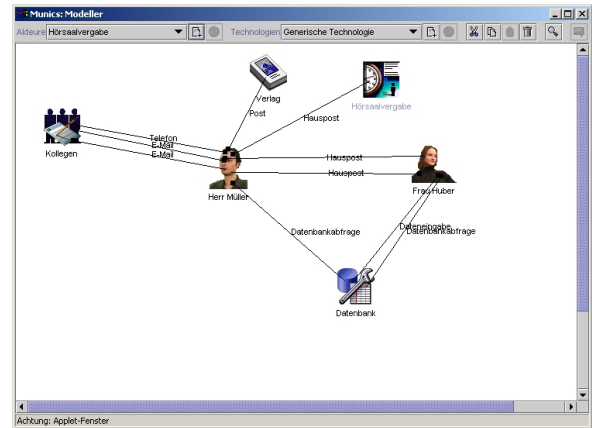 Munics: Modeller
Akteure Hörsaalvergabe Technologien Generische Technologie
Verlag
Hörsaalvergabe
Post
Hauspost
Telefon
E-Mail
E-Mail
Kollegen
Hauspost
Hauspost
Herr Müller
Frau Huber
Datenbankabfrage
Dateneingabe
Datenbankabfrage
Datenbank
Achtung: Applet-Fenster